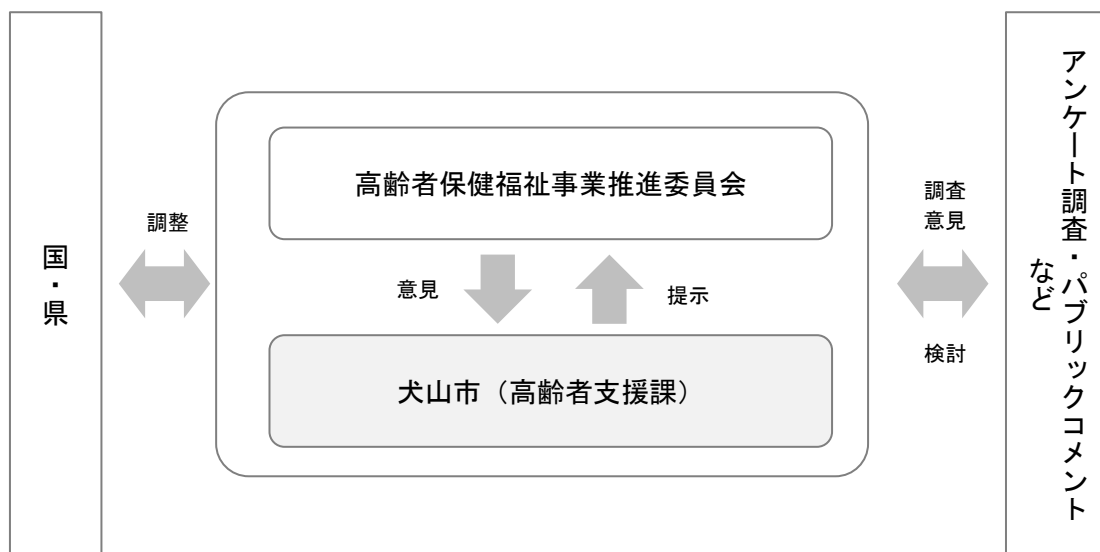 国・県
調整
高齢者保健福祉事業推進委員会
意見
提示
犬山市（高齢者支援課）
調査
意見
検討
アンケート調査・パブリックコメント
など